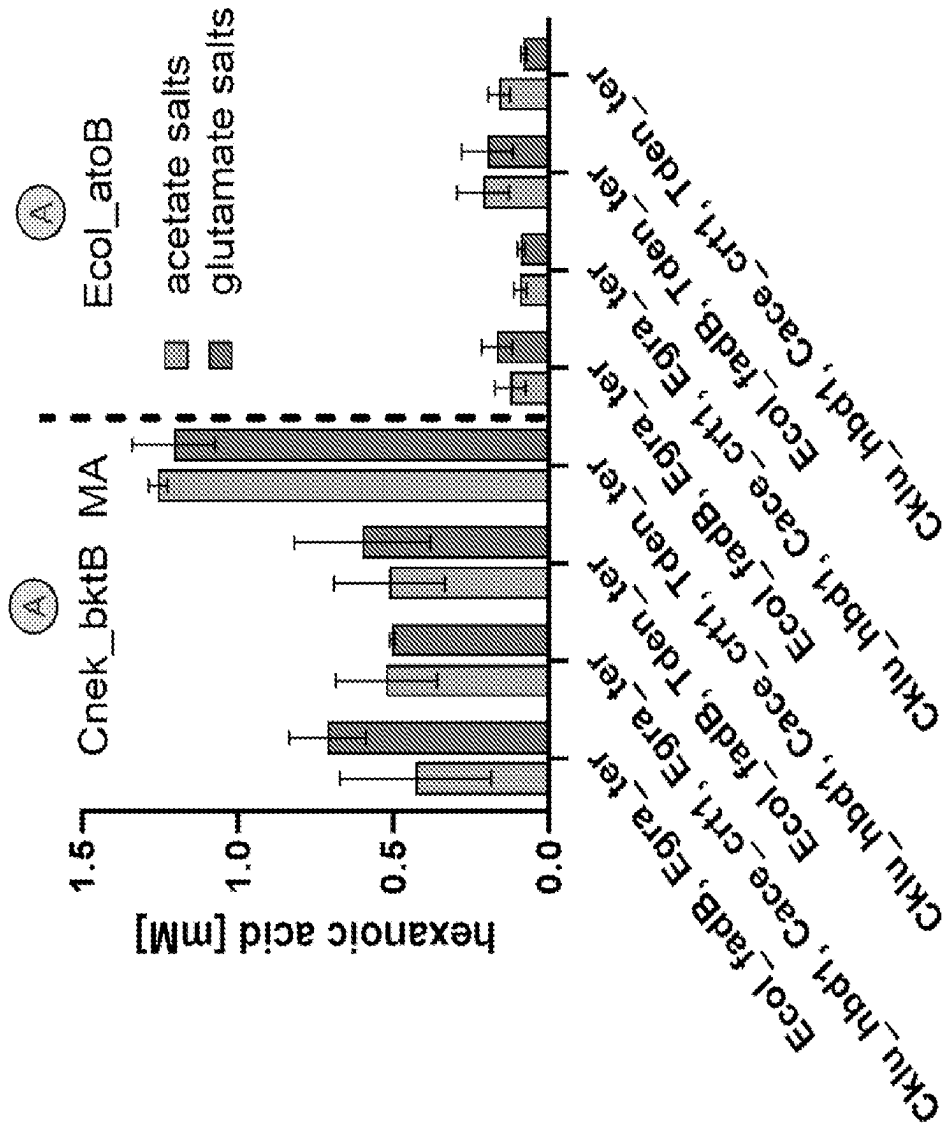 A
A
Cnek_bktB MA
Ecol_atoB
acetate salts
glutamate salts
hexanoic acid [mM]
1.5
1.0
0.5
0.0
Ecol_fadB, Egra_ter
Cklu_hbd1, Cace_crt1, Egra_ter
Ecol_fadB, Tden_ter
Cklu_hbd1, Cace_crt1, Tden_ter
Ecol_fadB, Egra_ter
Cklu_hbd1, Cace_crt1, Egra_ter
Ecol_fadB, Tden_ter
Cklu_hbd1, Cace_crt1, Tden_ter